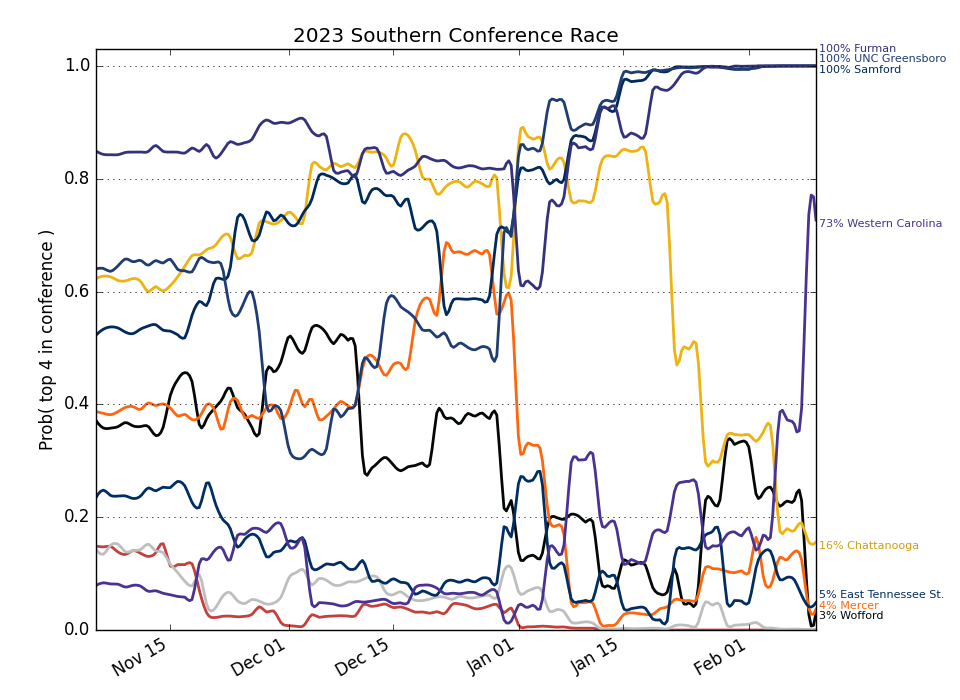 2023 Southern Conference Race
Prob( top 4 in conference )
1.0
0.8
0.6
0.4
0.2
0.0
Nov 15
Dec 01
Dec 15
Jan 01
Jan 15
Feb 01
100% Furman
100% UNC Greensboro
100% Samford
73% Western Carolina
16% Chattanooga
5% East Tennessee St.
4% Mercer
3% Wofford